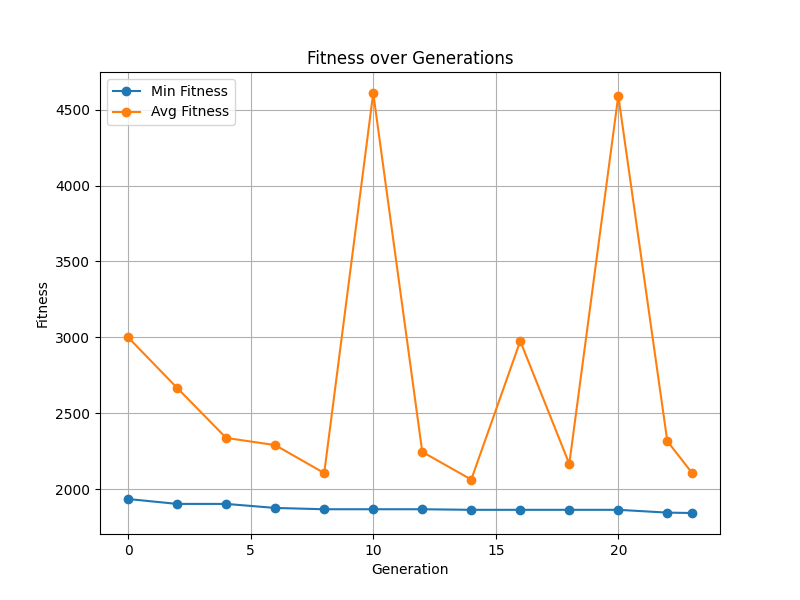 Fitness over Generations
Min Fitness
Avg Fitness
4500
4000
3500
3000
2500
2000
Fitness
0 5 10 15 20
Generation